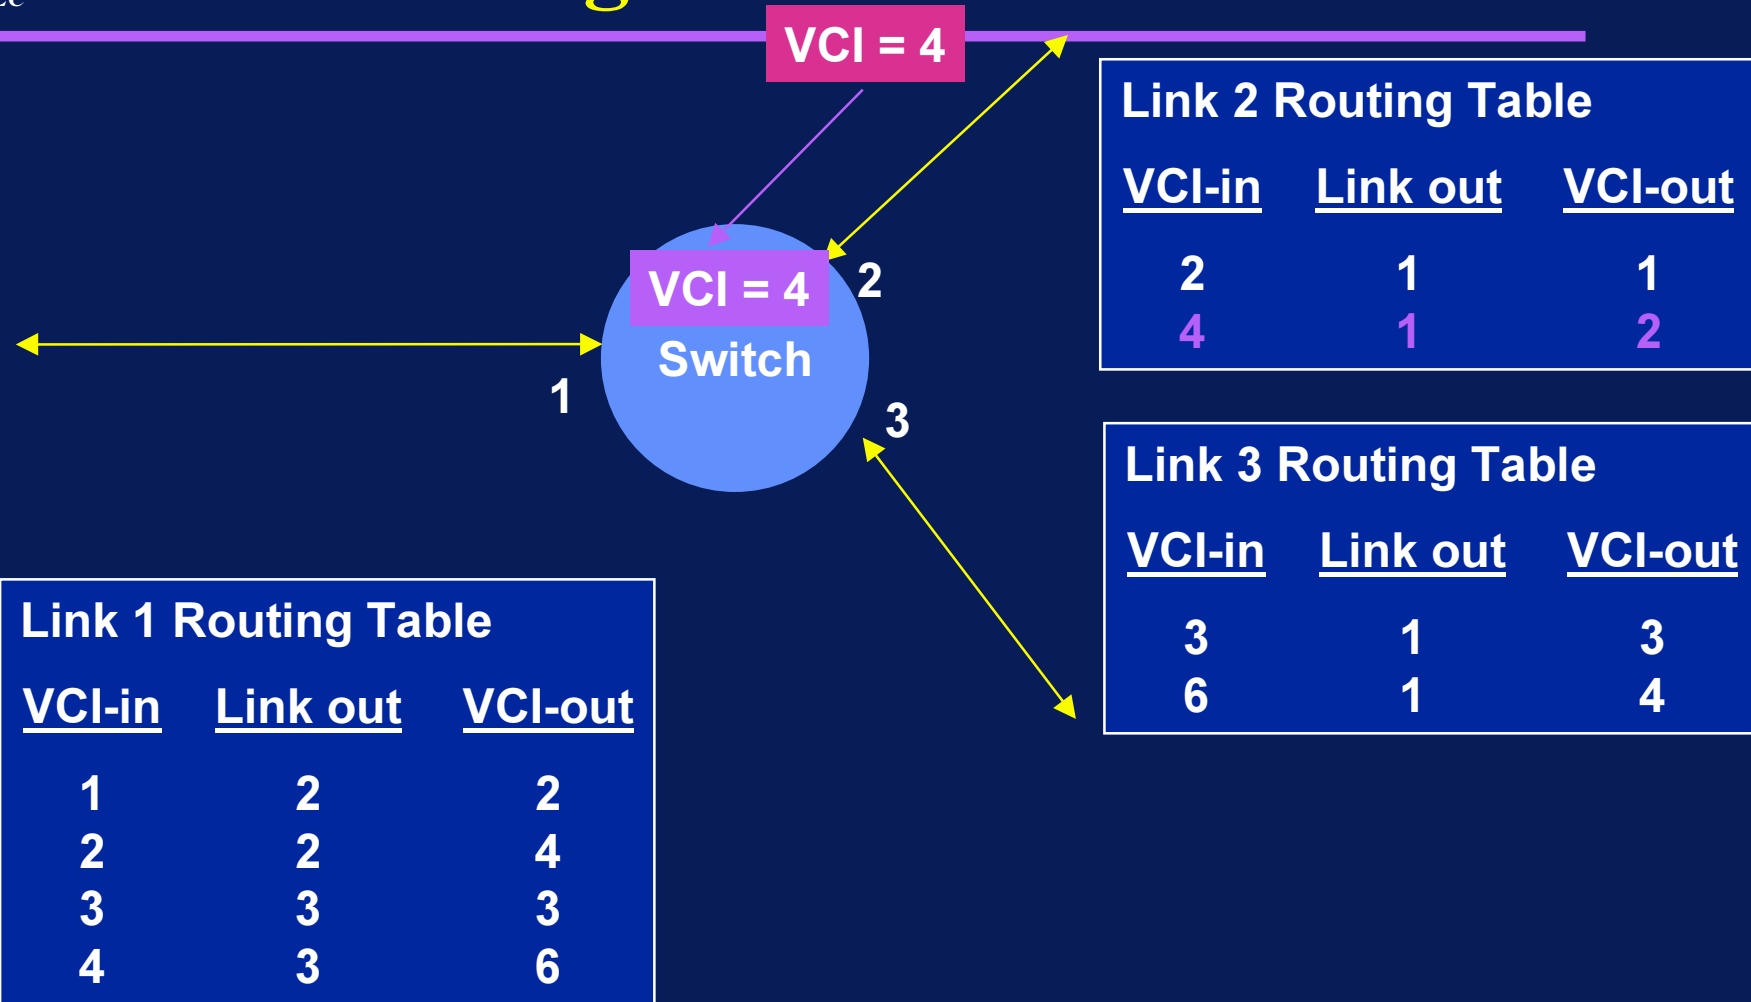 VCI = 4
Link 2 Routing Table
VCI-in Link out VCI-out
2 1 1
4 1 2
VCI = 4
Switch
2
1
3
Link 3 Routing Table
VCI-in Link out VCI-out
3 1 3
6 1 4
Link 1 Routing Table
VCI-in Link out VCI-out
1 2 2
2 2 4
3 3 3
4 3 6